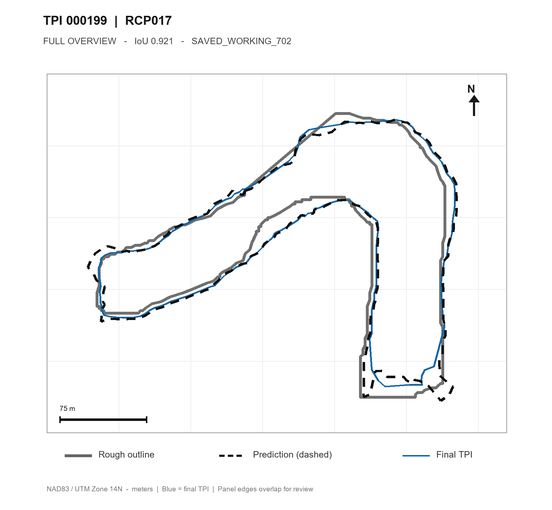 TPI 000199 | RCP017
FULL OVERVIEW - IoU 0.921 - SAVED_WORKING_702
N
75 m
Rough outline Prediction (dashed) Final TPI
NAD83 / UTM Zone 14N - meters | Blue = final TPI | Panel edges overlap for review